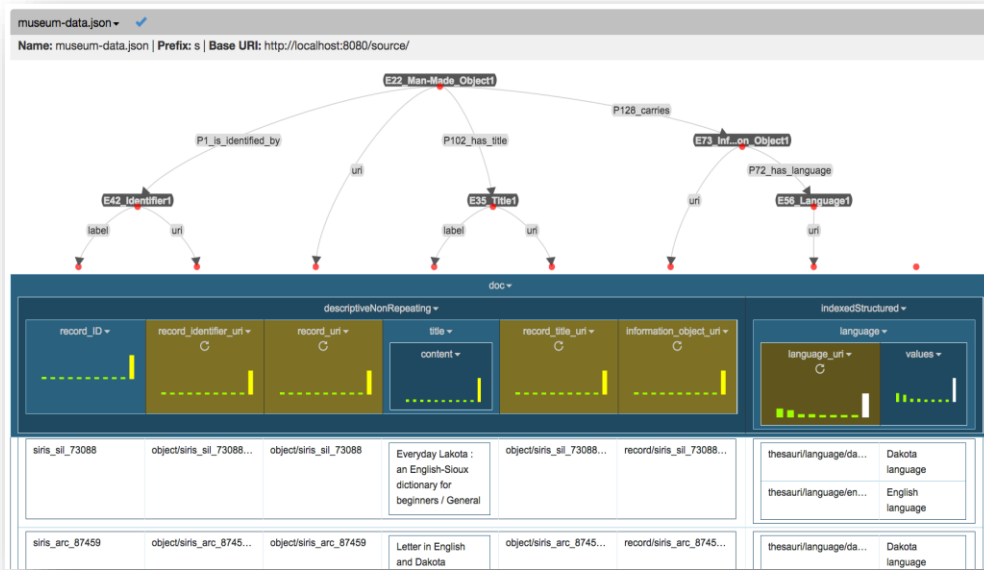 museum-data.json
Name: museum-data.json | Prefix: s | Base URI: http://localhost:8080/source/
E22_Man-Made_Object1
P128_carries
P1_is_identified_by
P102_has_title
E73_Inf...on_Object1
uri
P72_has_language
E42_Identifier1
E35_Title1
uri
E56_Language1
label
uri
label
uri
uri
doc
descriptiveNonRepeating
indexedStructured
record_ID
record_identifier_uri
record_uri
title
record_title_uri
information_object_uri
language
content
language_uri
values
siris_sil_73088
object/siris_sil_73088...
object/siris_sil_73088
Everyday Lakota :
an English-Sioux
dictionary for
beginners / General
object/siris_sil_73088...
record/siris_sil_73088...
thesauri/language/da...
Dakota
language
thesauri/language/en...
English
language
siris_arc_87459
object/siris_arc_8745...
object/siris_arc_87459
Letter in English
and Dakota
object/siris_arc_8745...
record/siris_arc_8745...
thesauri/language/da...
Dakota
language